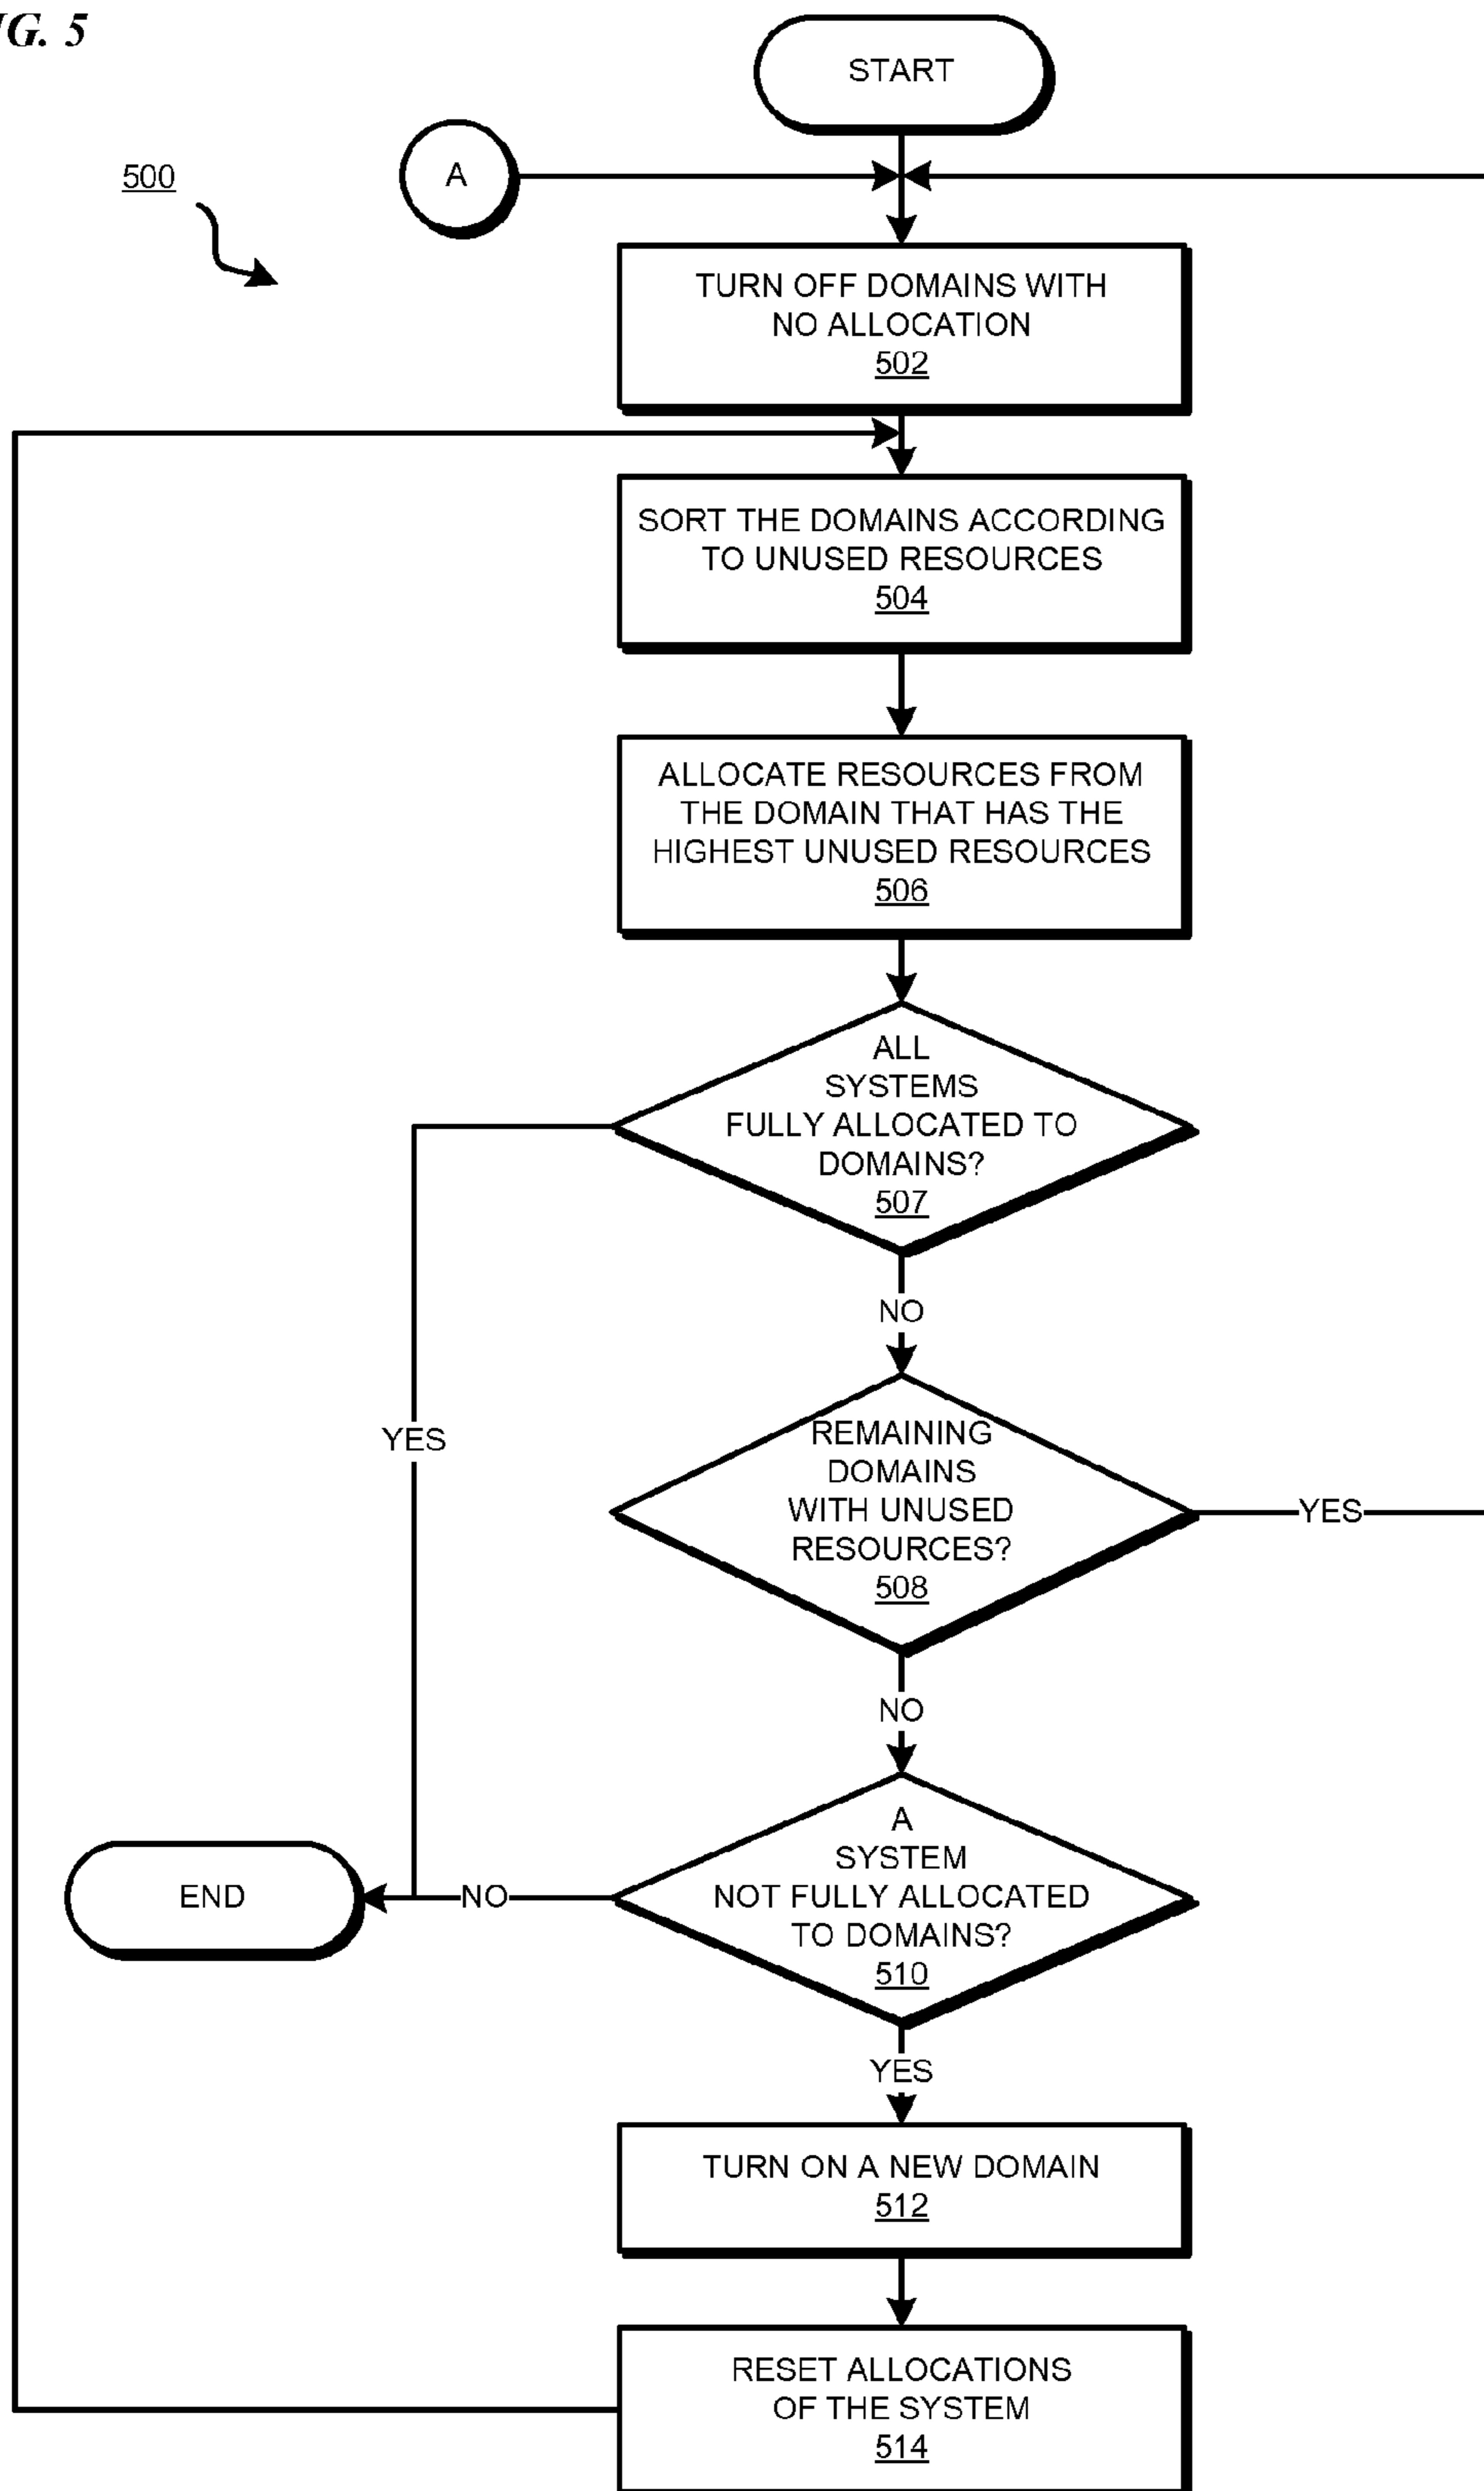 G. 5
START
A
500
TURN OFF DOMAINS WITH
NO ALLOCATION
502
SORT THE DOMAINS ACCORDING
TO UNUSED RESOURCES
504
ALLOCATE RESOURCES FROM
THE DOMAIN THAT HAS THE
HIGHEST UNUSED RESOURCES
506
ALL
SYSTEMS
FULLY ALLOCATED TO
DOMAINS?
507
NO
YES
REMAINING
DOMAINS
WITH UNUSED
RESOURCES?
508
YES
NO
A
SYSTEM
NOT FULLY ALLOCATED
TO DOMAINS?
510
NO
END
YES
TURN ON A NEW DOMAIN
512
RESET ALLOCATIONS
OF THE SYSTEM
514